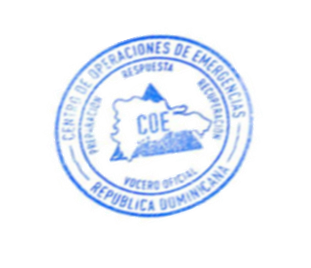 CENTRO DE OPERACIONES DE EMERGENCIAS
PREPARACIÓN
RESPUESTA
RECUPERACIÓN
COE
VOCERO OFICIAL
REPUBLICA DOMINICANA